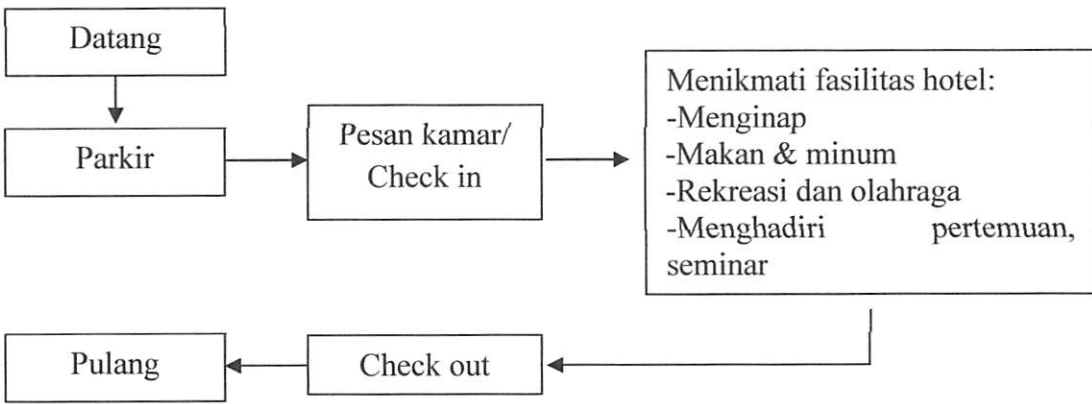 Datang
Parkir
Pesan kamar/
Check in
Menikmati fasilitas hotel:
-Menginap
-Makan & minum
-Rekreasi dan olahraga
-Menghadiri pertemuan,
seminar
Check out
Pulang